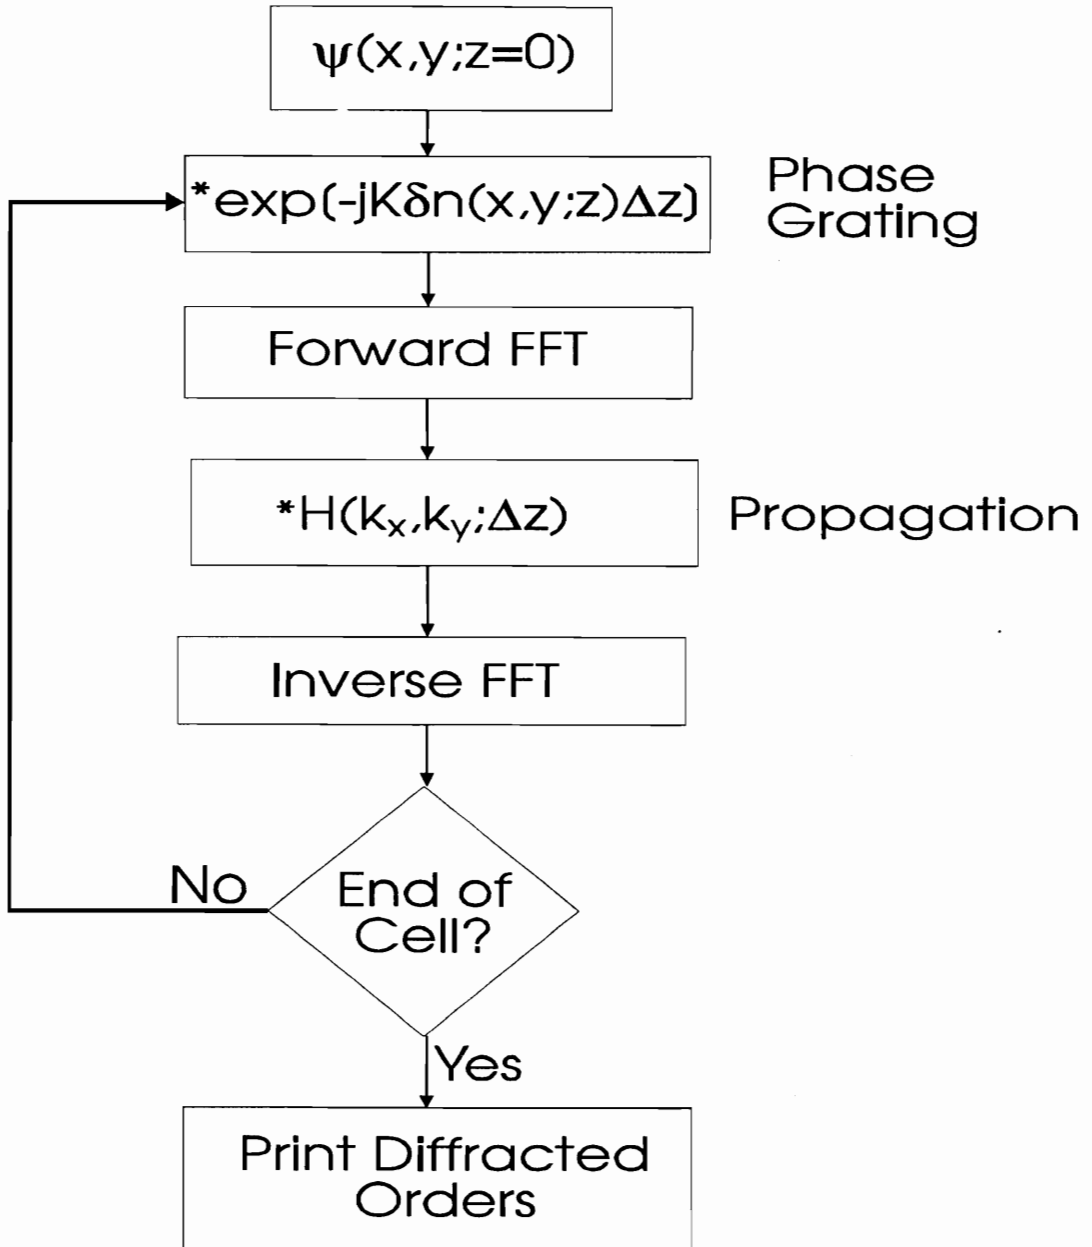 ψ(x,y;z=0)
*exp(-jKδn(x,y;z)Δz)
Phase
Grating
Forward FFT
*H(kₓ,k_y;Δz)
Propagation
Inverse FFT
No
End of
Cell?
Yes
Print Diffracted
Orders